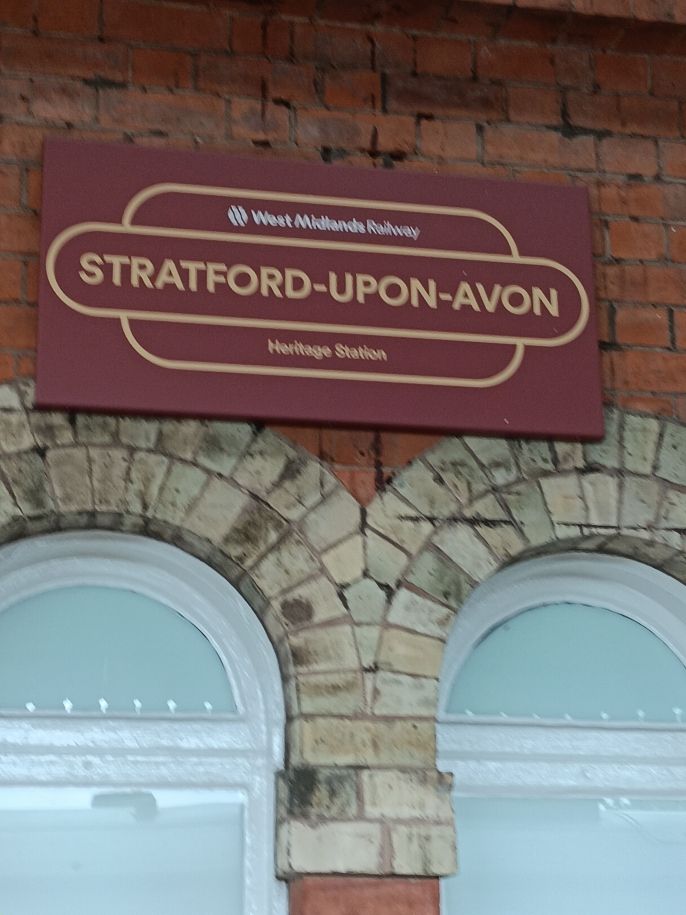 West Midlands Railway
STRATFORD-UPON-AVON
Heritage Station